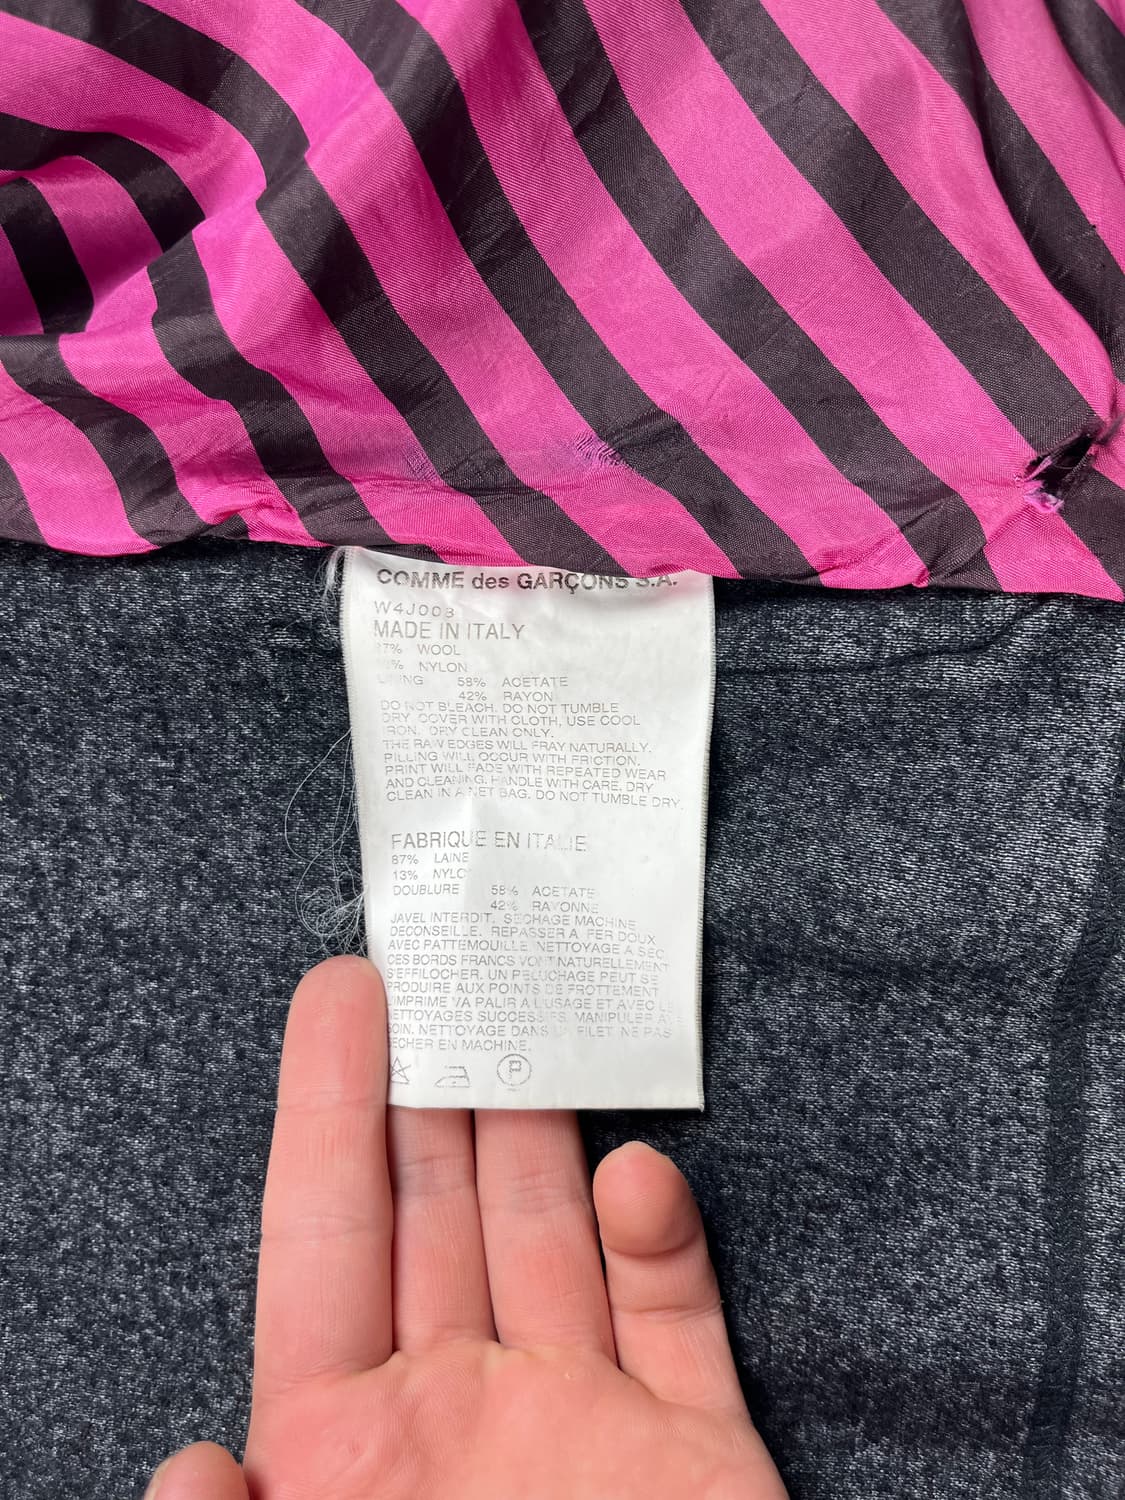 COMME des GARÇONS S.A.
W4J008
MADE IN ITALY
87% WOOL
NYLON
LINING 58% ACETATE
42% RAYON
DO NOT BLEACH. DO NOT TUMBLE
DRY. COVER WITH CLOTH, USE COOL
IRON. DRY CLEAN ONLY.
THE RAW EDGES WILL FRAY NATURALLY.
PILLING WILL OCCUR WITH FRICTION.
PRINT WILL FADE WITH REPEATED WEAR
AND CLEANING. HANDLE WITH CARE. DRY
CLEAN IN A NET BAG. DO NOT TUMBLE DRY.
FABRIQUE EN ITALIE
87% LAINE
13% NYLO
DOUBLURE 58% ACETATE
42% RAYONNE
JAVEL INTERDIT. SECHAGE MACHINE
DECONSEILLE. REPASSER A FER DOUX
AVEC PATTEMOUILLE NETTOYAGE A SEC
CES BORDS FRANCS VONT NATURELLEMENT
S'EFFILOCHER. UN PELUCHAGE PEUT SE
PRODUIRE AUX POINTS DE FROTTEMENT
L'IMPRIME VA PALIR A L'USAGE ET AVEC LE
NETTOYAGES SUCCESSIFS. MANIPULER A
SOIN. NETTOYAGE DANS UN FILET NE PAS
SECHER EN MACHINE.
P